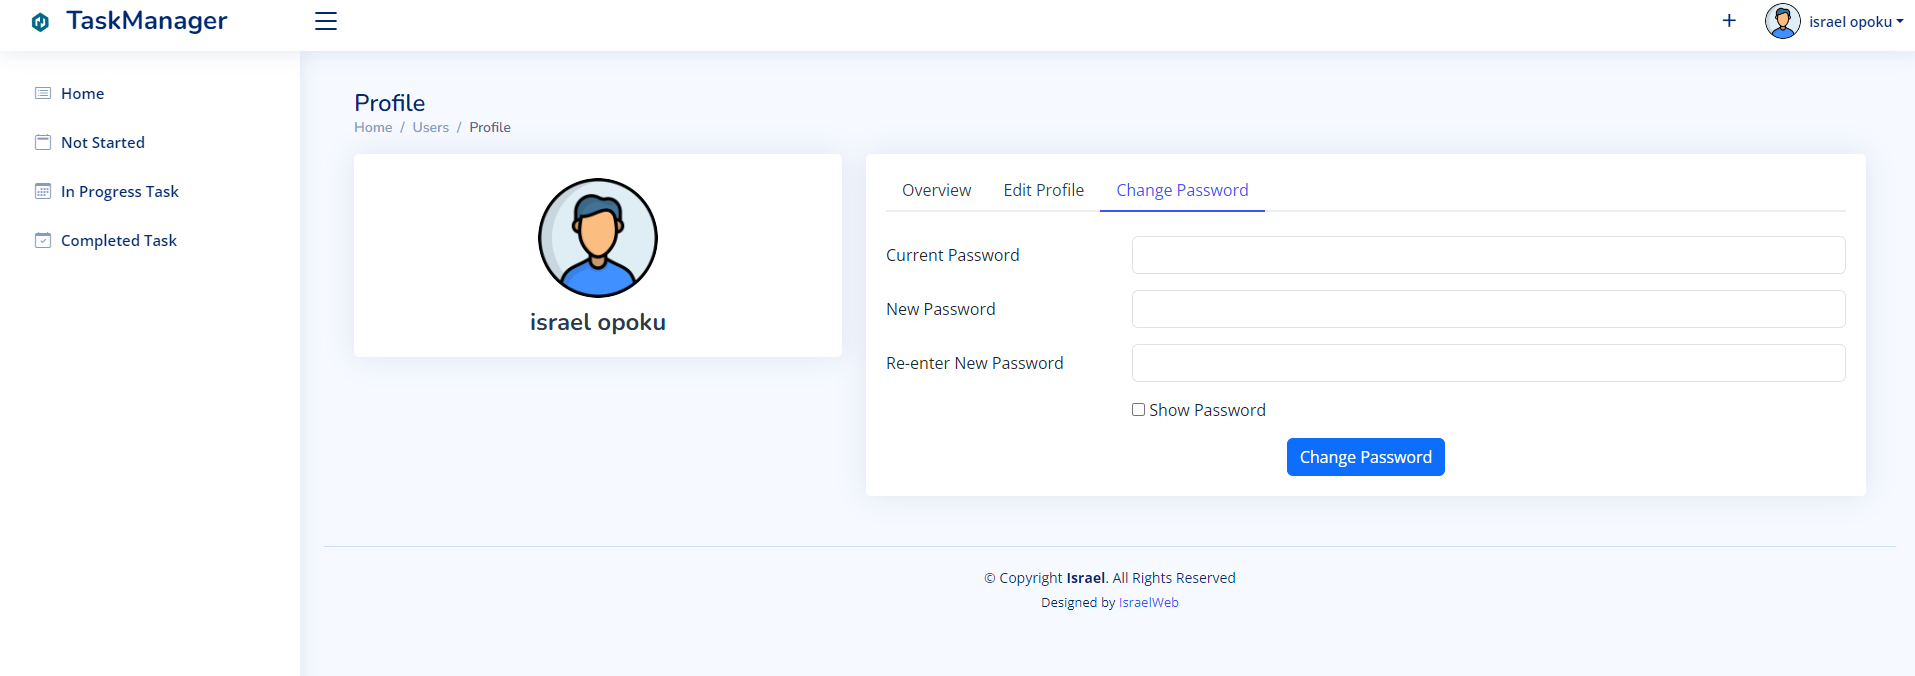 TaskManager
+
israel opoku
Home
Not Started
In Progress Task
Completed Task
Profile
Home / Users / Profile
israel opoku
Overview Edit Profile Change Password
Current Password
New Password
Re-enter New Password
Show Password
Change Password
© Copyright Israel. All Rights Reserved
Designed by IsraelWeb